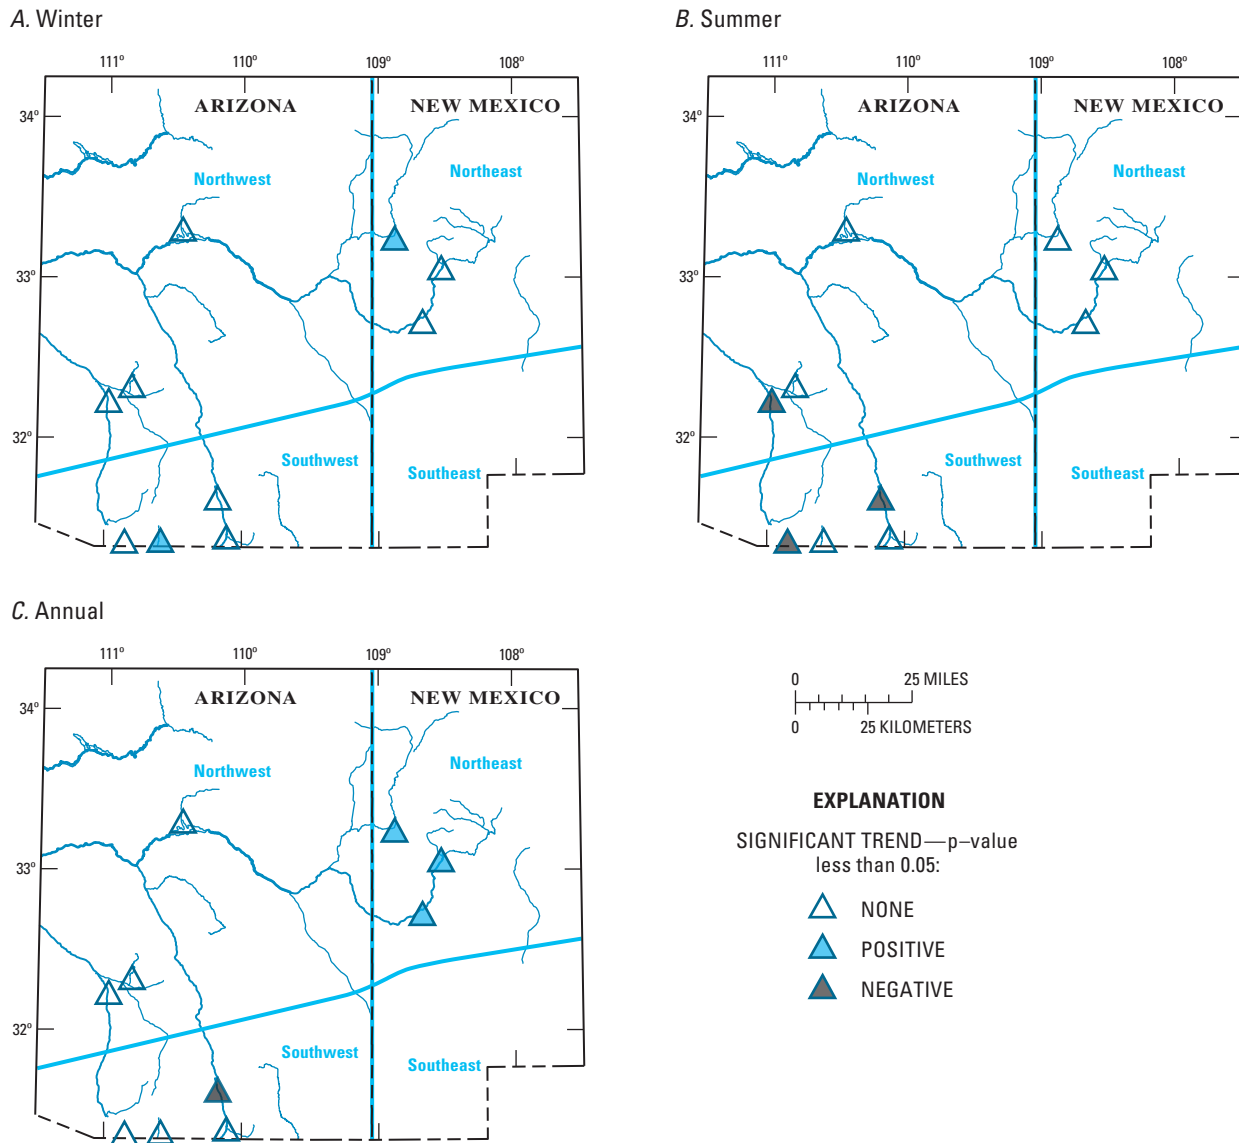 A. Winter
111° 110° 109° 108°
ARIZONA NEW MEXICO
34°
Northwest Northeast
33°
32°
Southwest Southeast
B. Summer
111° 110° 109° 108°
ARIZONA NEW MEXICO
34°
Northwest Northeast
33°
32°
Southwest Southeast
C. Annual
111° 110° 109° 108°
ARIZONA NEW MEXICO
34°
Northwest Northeast
33°
32°
Southwest Southeast
0 25 MILES
0 25 KILOMETERS
EXPLANATION
SIGNIFICANT TREND—p–value
less than 0.05:
NONE
POSITIVE
NEGATIVE